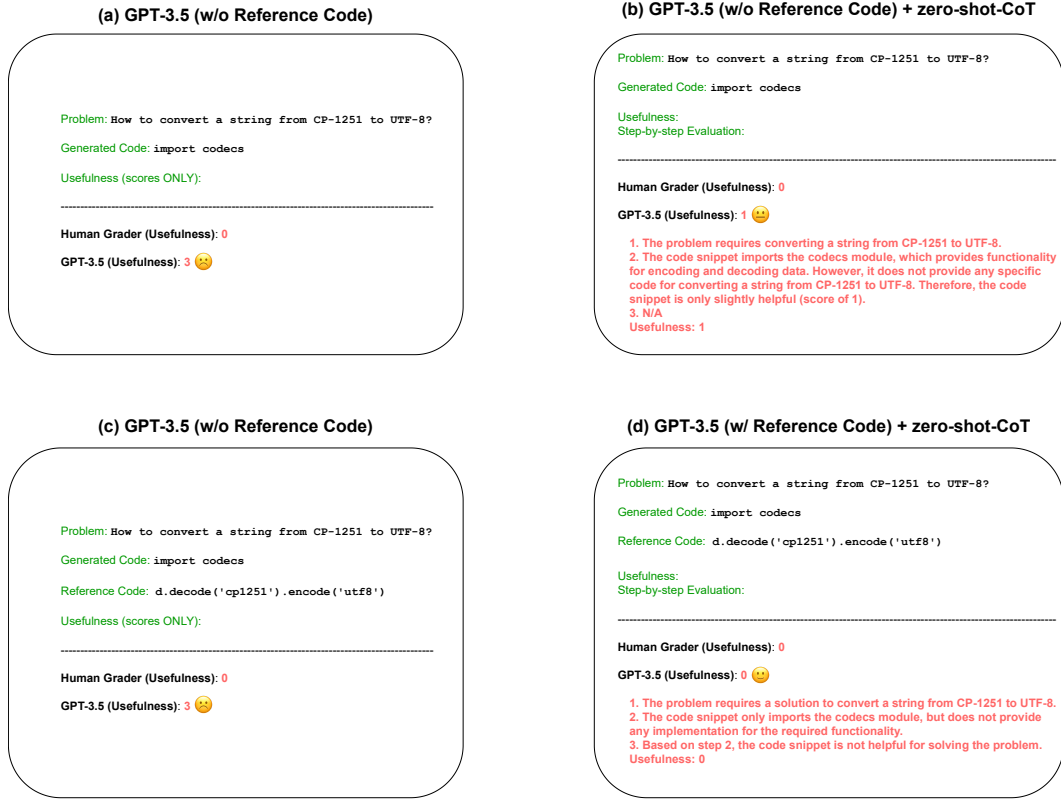 (a) GPT-3.5 (w/o Reference Code)
Problem: How to convert a string from CP-1251 to UTF-8?
Generated Code: import codecs
Usefulness (scores ONLY):
Human Grader (Usefulness): 0
GPT-3.5 (Usefulness): 3
(b) GPT-3.5 (w/o Reference Code) + zero-shot-CoT
Problem: How to convert a string from CP-1251 to UTF-8?
Generated Code: import codecs
Usefulness:
Step-by-step Evaluation:
Human Grader (Usefulness): 0
GPT-3.5 (Usefulness): 1
1. The problem requires converting a string from CP-1251 to UTF-8.
2. The code snippet imports the codecs module, which provides functionality
for encoding and decoding data. However, it does not provide any specific
code for converting a string from CP-1251 to UTF-8. Therefore, the code
snippet is only slightly helpful (score of 1).
3. N/A
Usefulness: 1
(c) GPT-3.5 (w/o Reference Code)
Problem: How to convert a string from CP-1251 to UTF-8?
Generated Code: import codecs
Reference Code: d.decode('cp1251').encode('utf8')
Usefulness (scores ONLY):
Human Grader (Usefulness): 0
GPT-3.5 (Usefulness): 3
(d) GPT-3.5 (w/ Reference Code) + zero-shot-CoT
Problem: How to convert a string from CP-1251 to UTF-8?
Generated Code: import codecs
Reference Code: d.decode('cp1251').encode('utf8')
Usefulness:
Step-by-step Evaluation:
Human Grader (Usefulness): 0
GPT-3.5 (Usefulness): 0
1. The problem requires a solution to convert a string from CP-1251 to UTF-8.
2. The code snippet only imports the codecs module, but does not provide
any implementation for the required functionality.
3. Based on step 2, the code snippet is not helpful for solving the problem.
Usefulness: 0